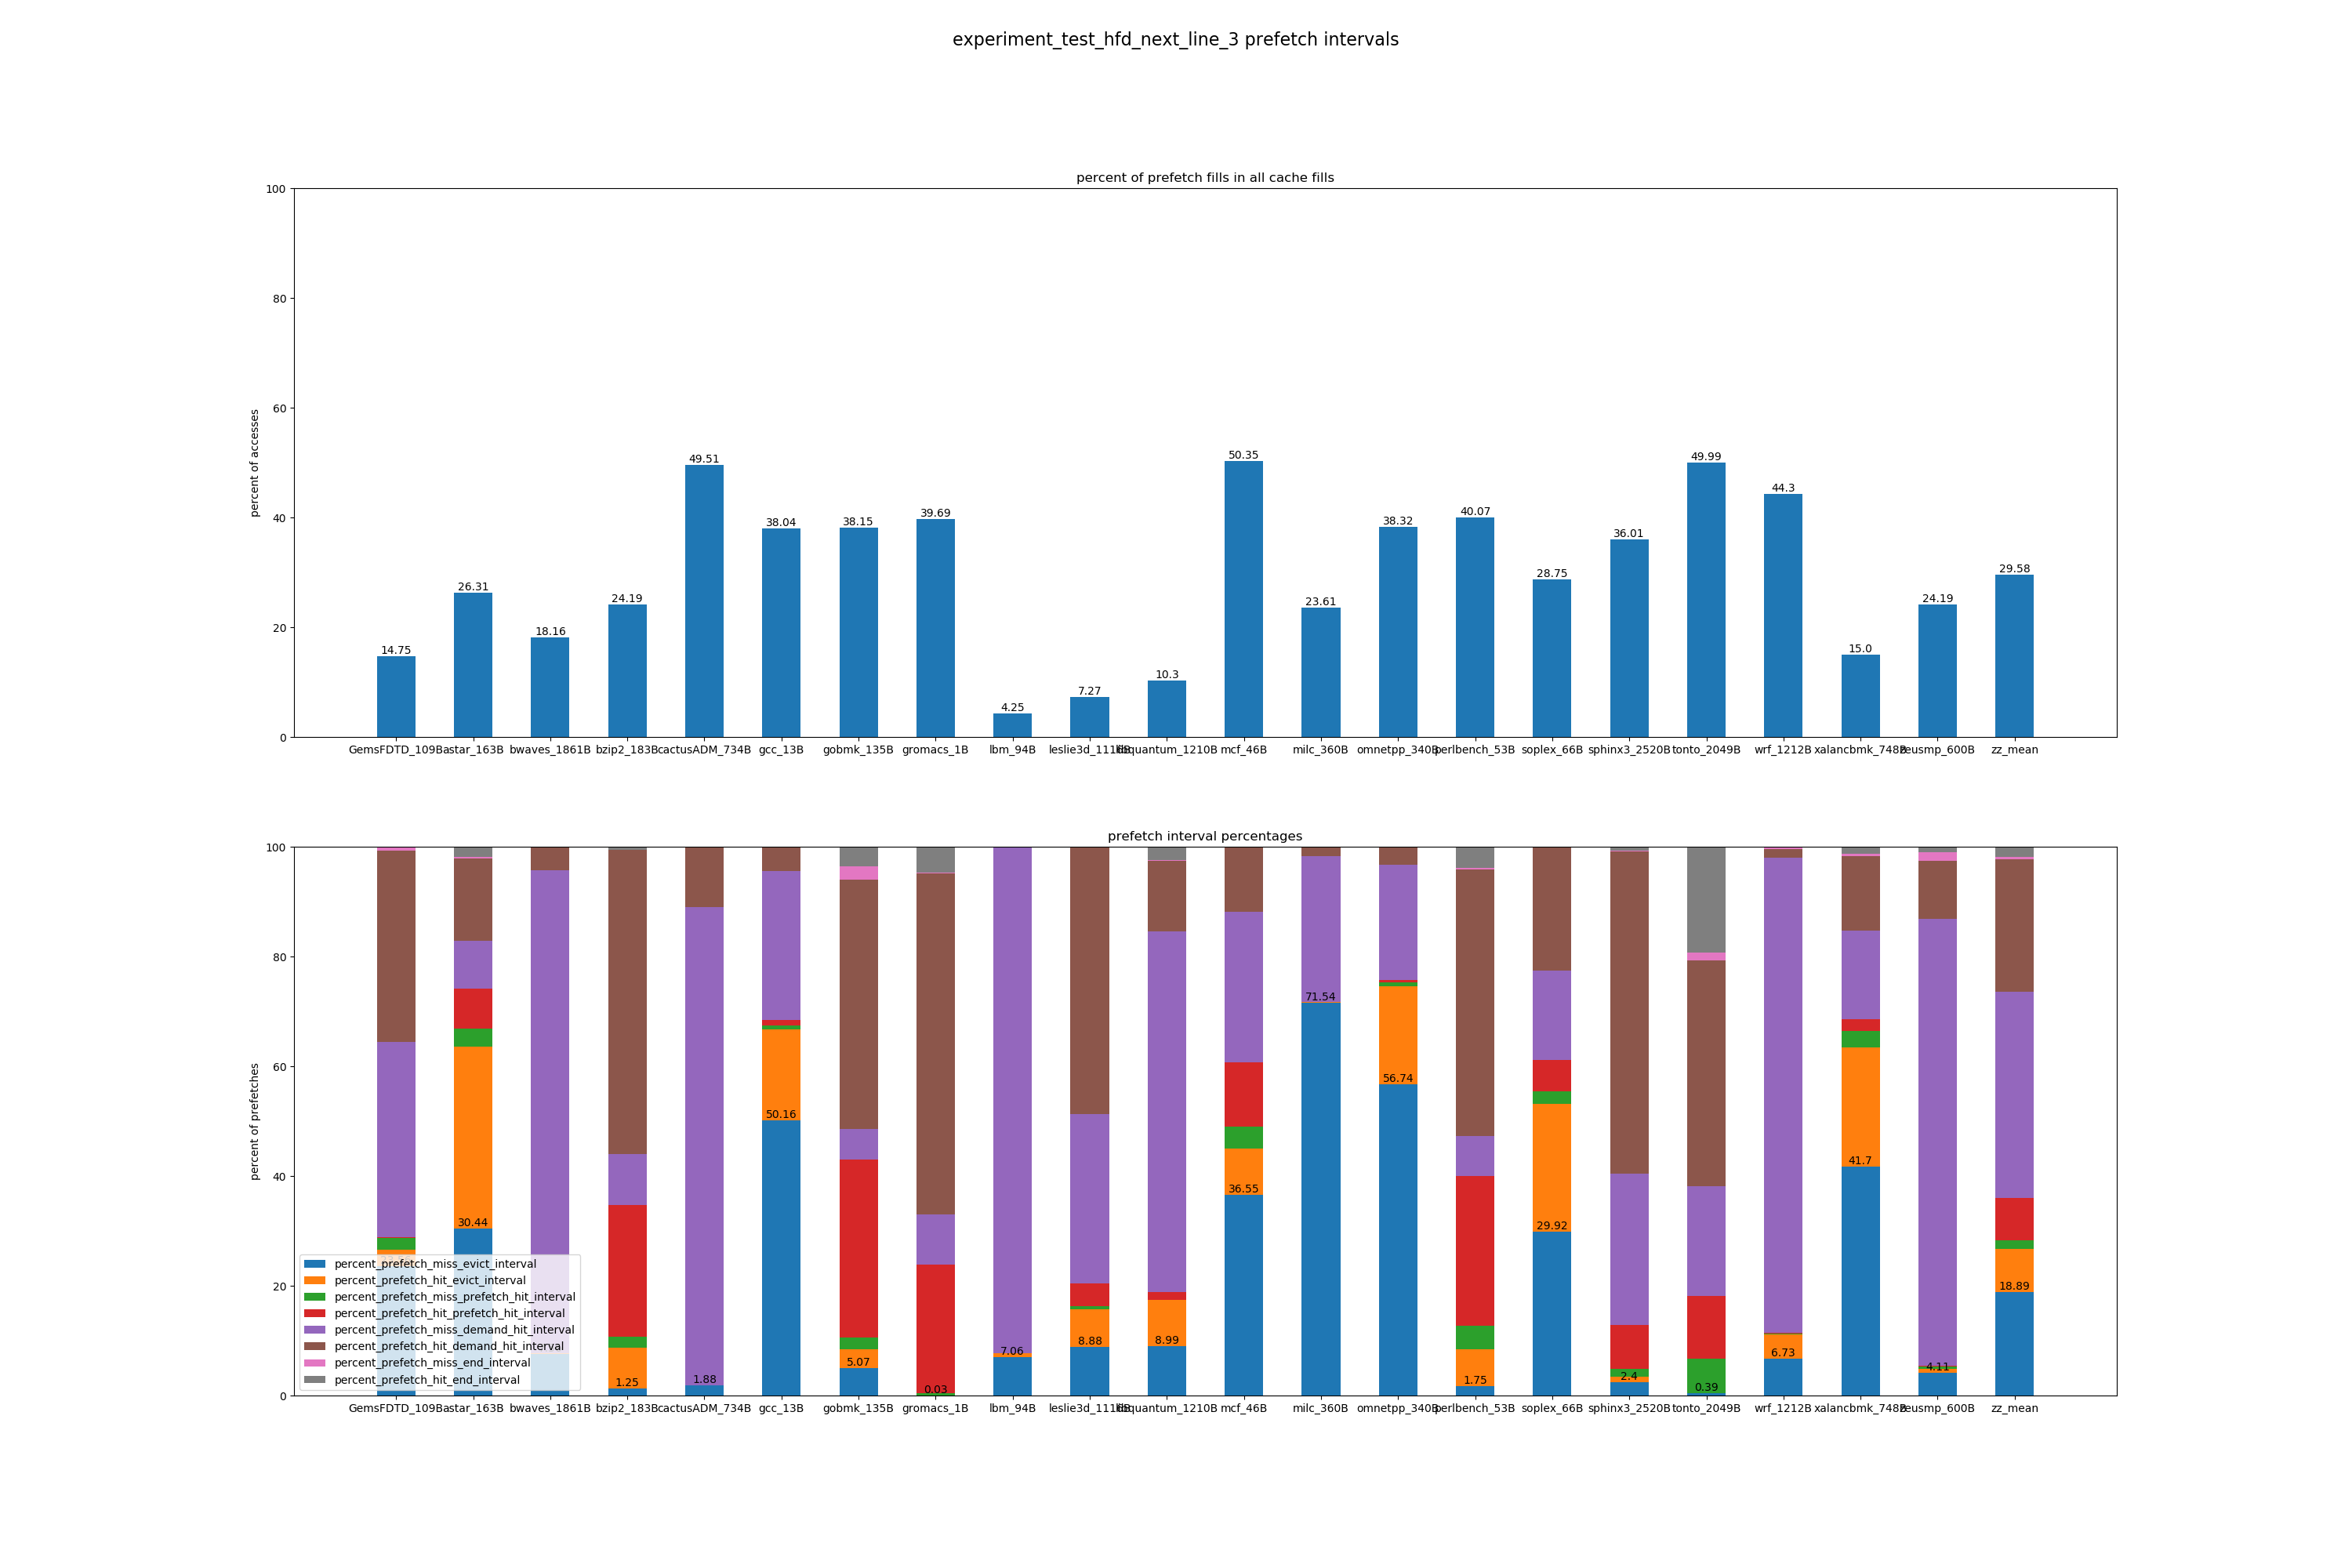 experiment_test_hfd_next_line_3 prefetch intervals
percent of prefetch fills in all cache fills
percent of accesses
100
80
60
40
20
0
14.75 26.31 18.16 24.19 49.51 38.04 38.15 39.69 4.25 7.27 10.3 50.35 23.61 38.32 40.07 28.75 36.01 49.99 44.3 15.0 24.19 29.58
GemsFDTD_109B astar_163B bwaves_1861B bzip2_183B cactusADM_734B gcc_13B gobmk_135B gromacs_1B lbm_94B mcf_46B milc_360B omnetpp_340B perlbench_53B soplex_66B sphinx3_2520B tonto_2049B wrf_1212B xalancbmk_748B zeusmp_600B zz_mean
prefetch interval percentages
percent of prefetches
100
80
60
40
20
0
30.44 1.25 1.88 50.16 5.07 0.03 7.06 8.88 8.99 36.55 71.54 56.74 1.75 29.92 2.4 0.39 6.73 41.7 4.11 18.89
percent_prefetch_miss_evict_interval
percent_prefetch_hit_evict_interval
percent_prefetch_miss_prefetch_hit_interval
percent_prefetch_hit_prefetch_hit_interval
percent_prefetch_miss_demand_hit_interval
percent_prefetch_hit_demand_hit_interval
percent_prefetch_miss_end_interval
percent_prefetch_hit_end_interval
GemsFDTD_109B astar_163B bwaves_1861B bzip2_183B cactusADM_734B gcc_13B gobmk_135B gromacs_1B lbm_94B mcf_46B milc_360B omnetpp_340B perlbench_53B soplex_66B sphinx3_2520B tonto_2049B wrf_1212B xalancbmk_748B zeusmp_600B zz_mean